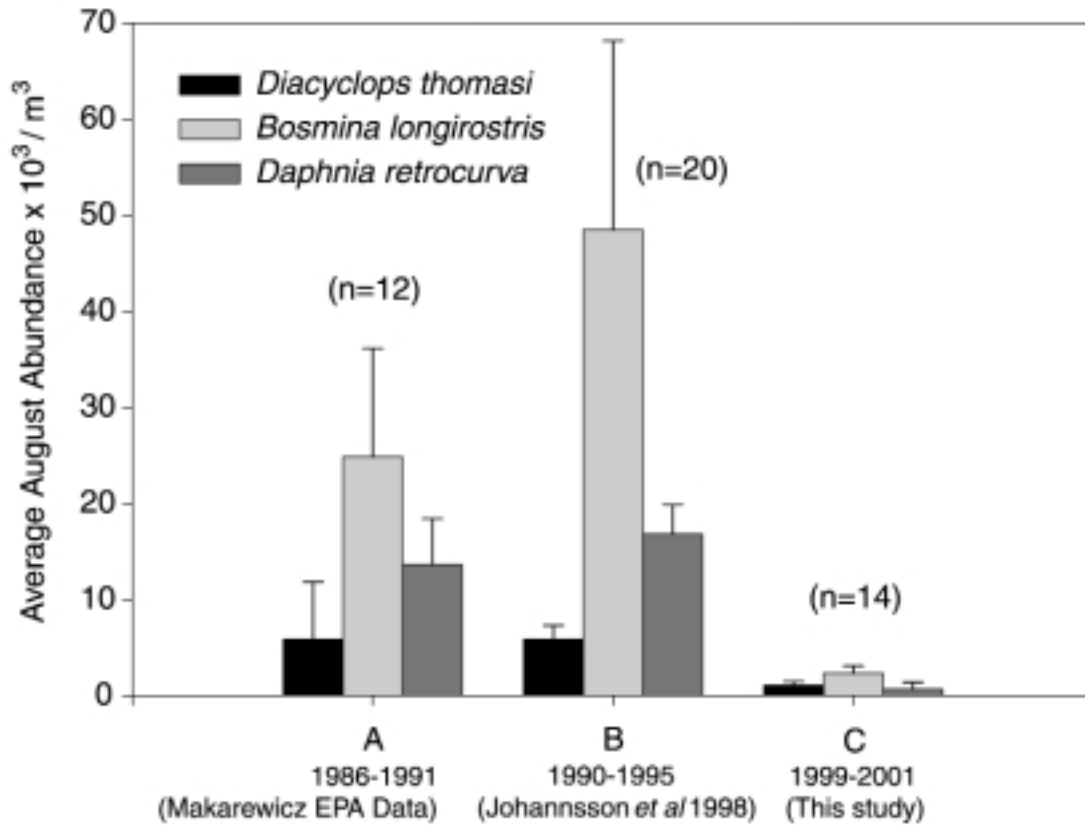 Average August Abundance x 10³ / m³
70
60
50
40
30
20
10
0
Diacyclops thomasi
Bosmina longirostris
Daphnia retrocurva
(n=12)
(n=20)
(n=14)
A
1986-1991
(Makarewicz EPA Data)
B
1990-1995
(Johannsson et al 1998)
C
1999-2001
(This study)